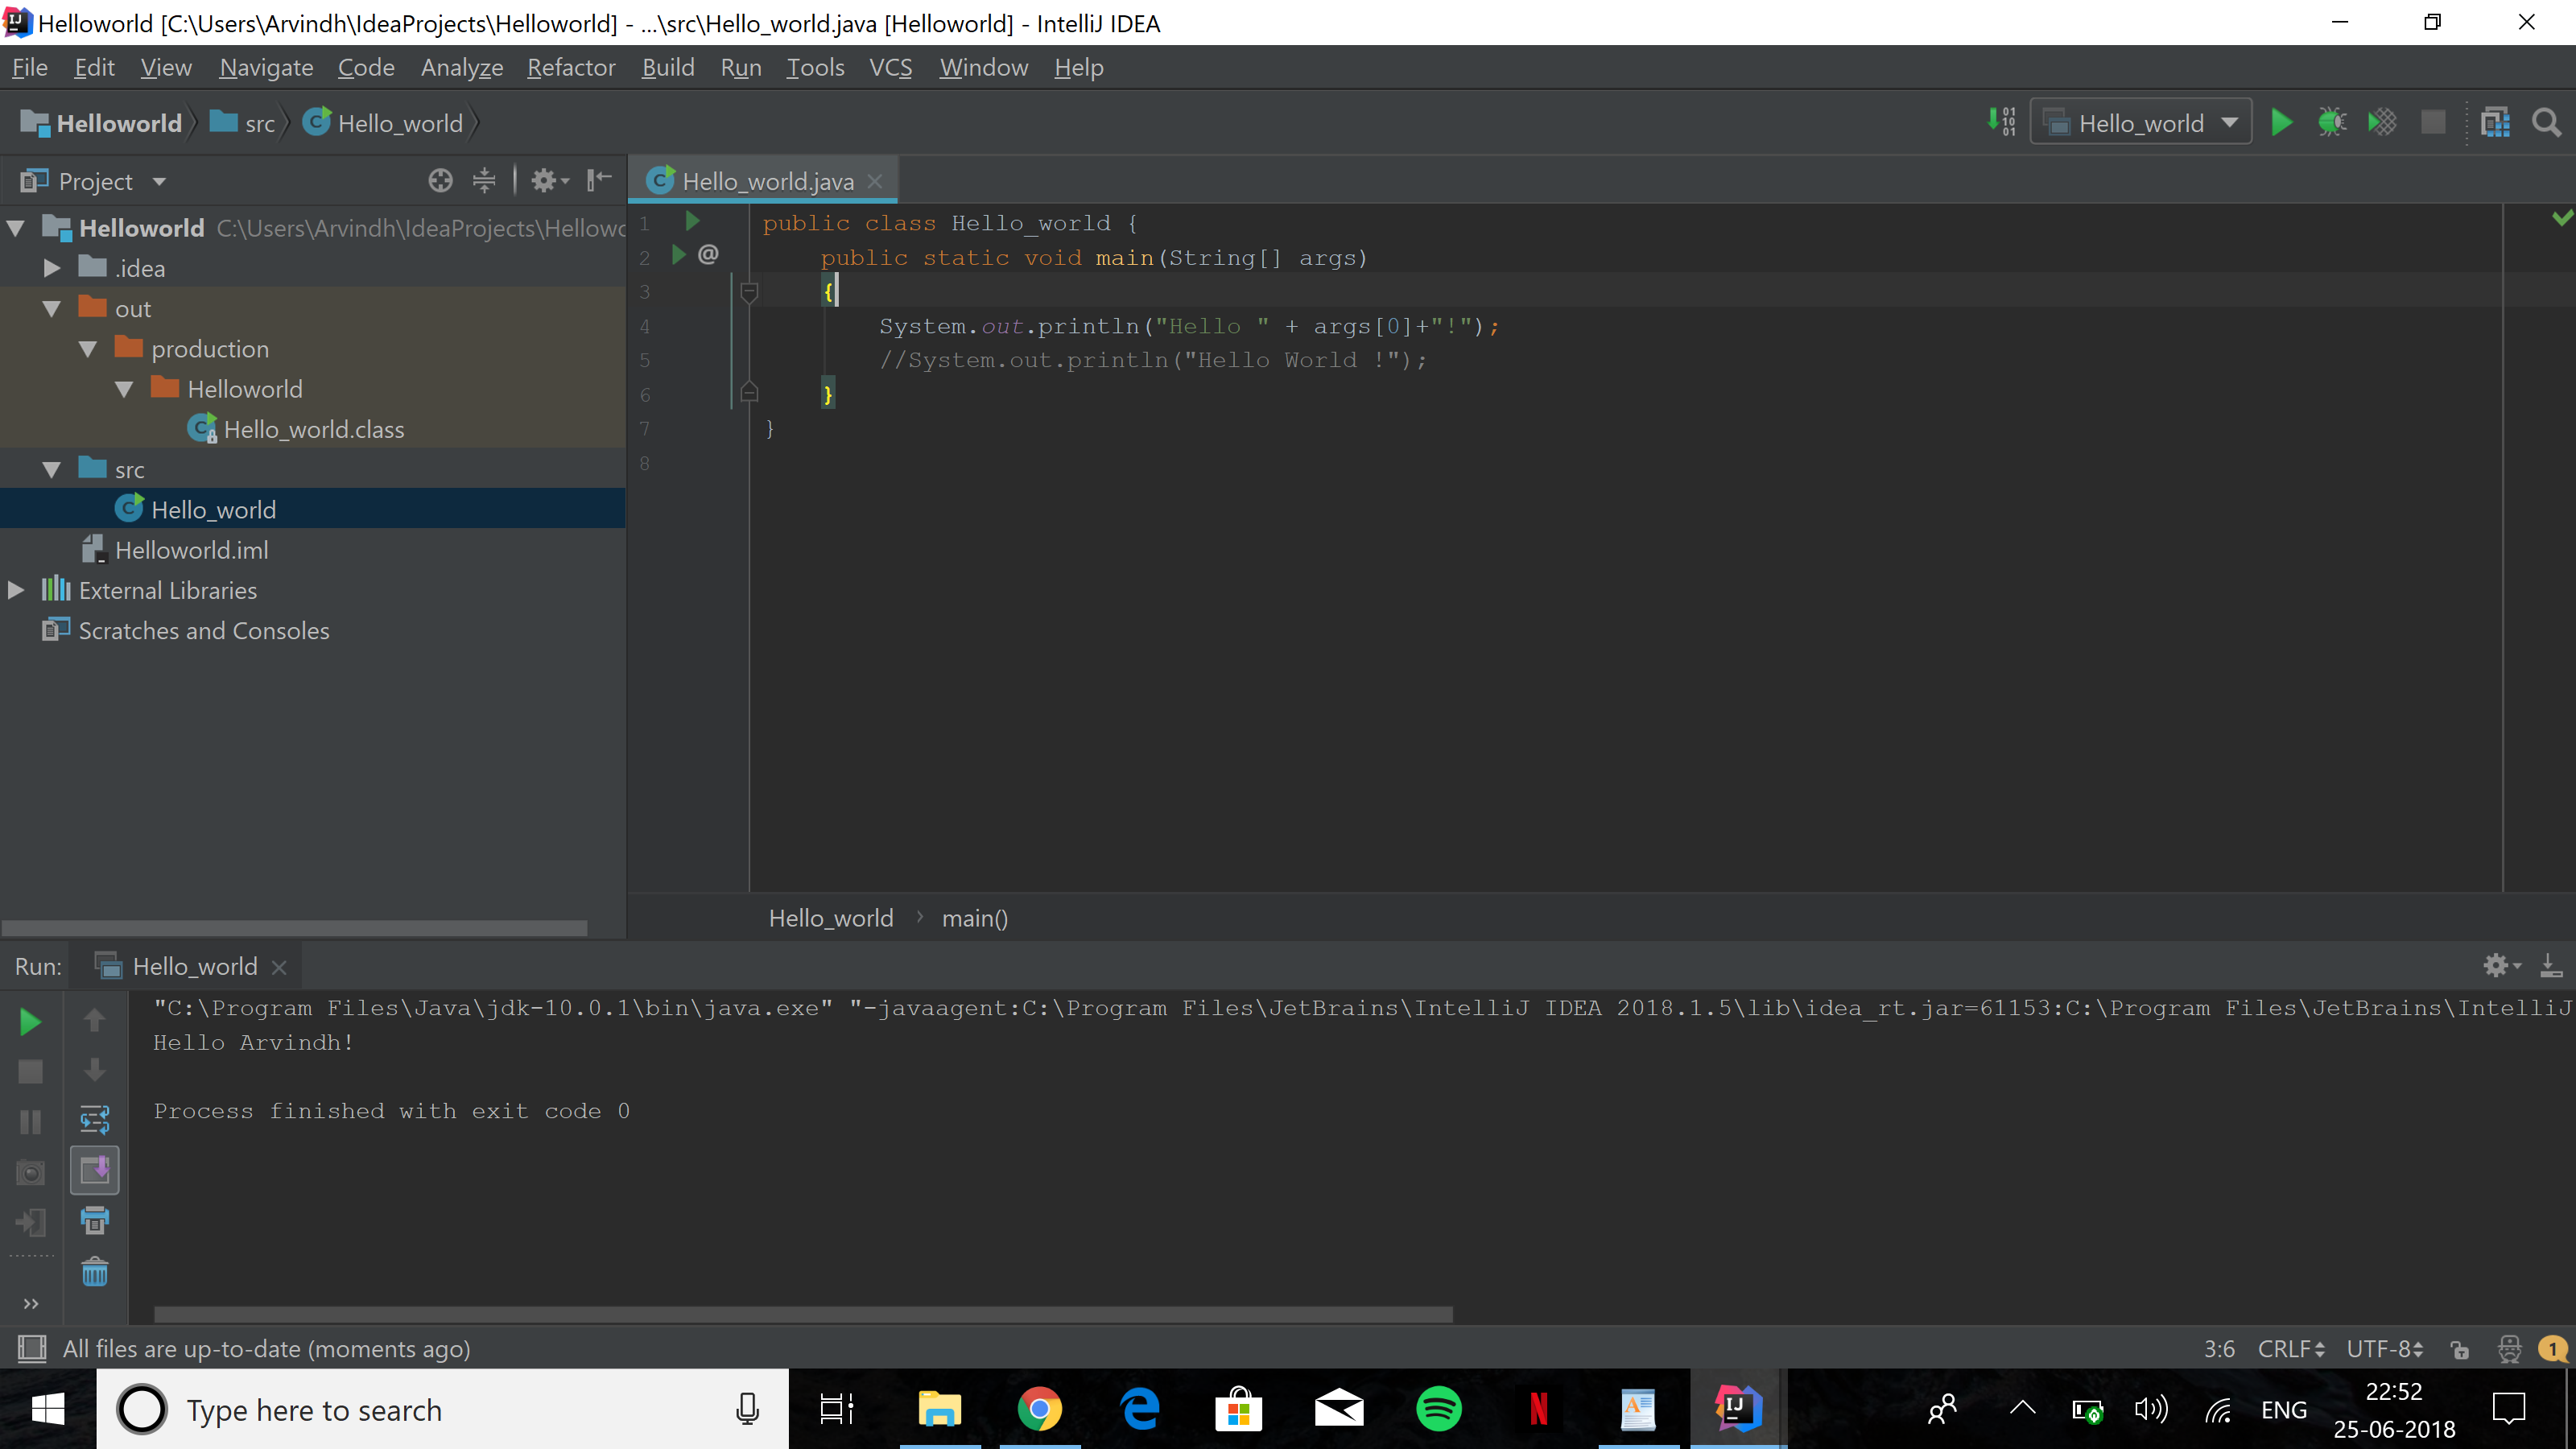 Helloworld [C:\Users\Arvindh\IdeaProjects\Helloworld] - ...\src\Hello_world.java [Helloworld] - IntelliJ IDEA
File Edit View Navigate Code Analyze Refactor Build Run Tools VCS Window Help
Helloworld src Hello_world
Hello_world
Project
Hello_world.java
Helloworld C:\Users\Arvindh\IdeaProjects\Hellowo
.idea
out
production
Helloworld
Hello_world.class
src
Hello_world
Helloworld.iml
External Libraries
Scratches and Consoles
1 public class Hello_world {
2 @ public static void main(String[] args)
3 {
4 System.out.println("Hello " + args[0]+"!");
5 //System.out.println("Hello World !");
6 }
7 }
8
Hello_world › main()
Run: Hello_world
"C:\Program Files\Java\jdk-10.0.1\bin\java.exe" "-javaagent:C:\Program Files\JetBrains\IntelliJ IDEA 2018.1.5\lib\idea_rt.jar=61153:C:\Program Files\JetBrains\IntelliJ
Hello Arvindh!
Process finished with exit code 0
All files are up-to-date (moments ago)
3:6 CRLF UTF-8 1
Type here to search
ENG
22:52
25-06-2018